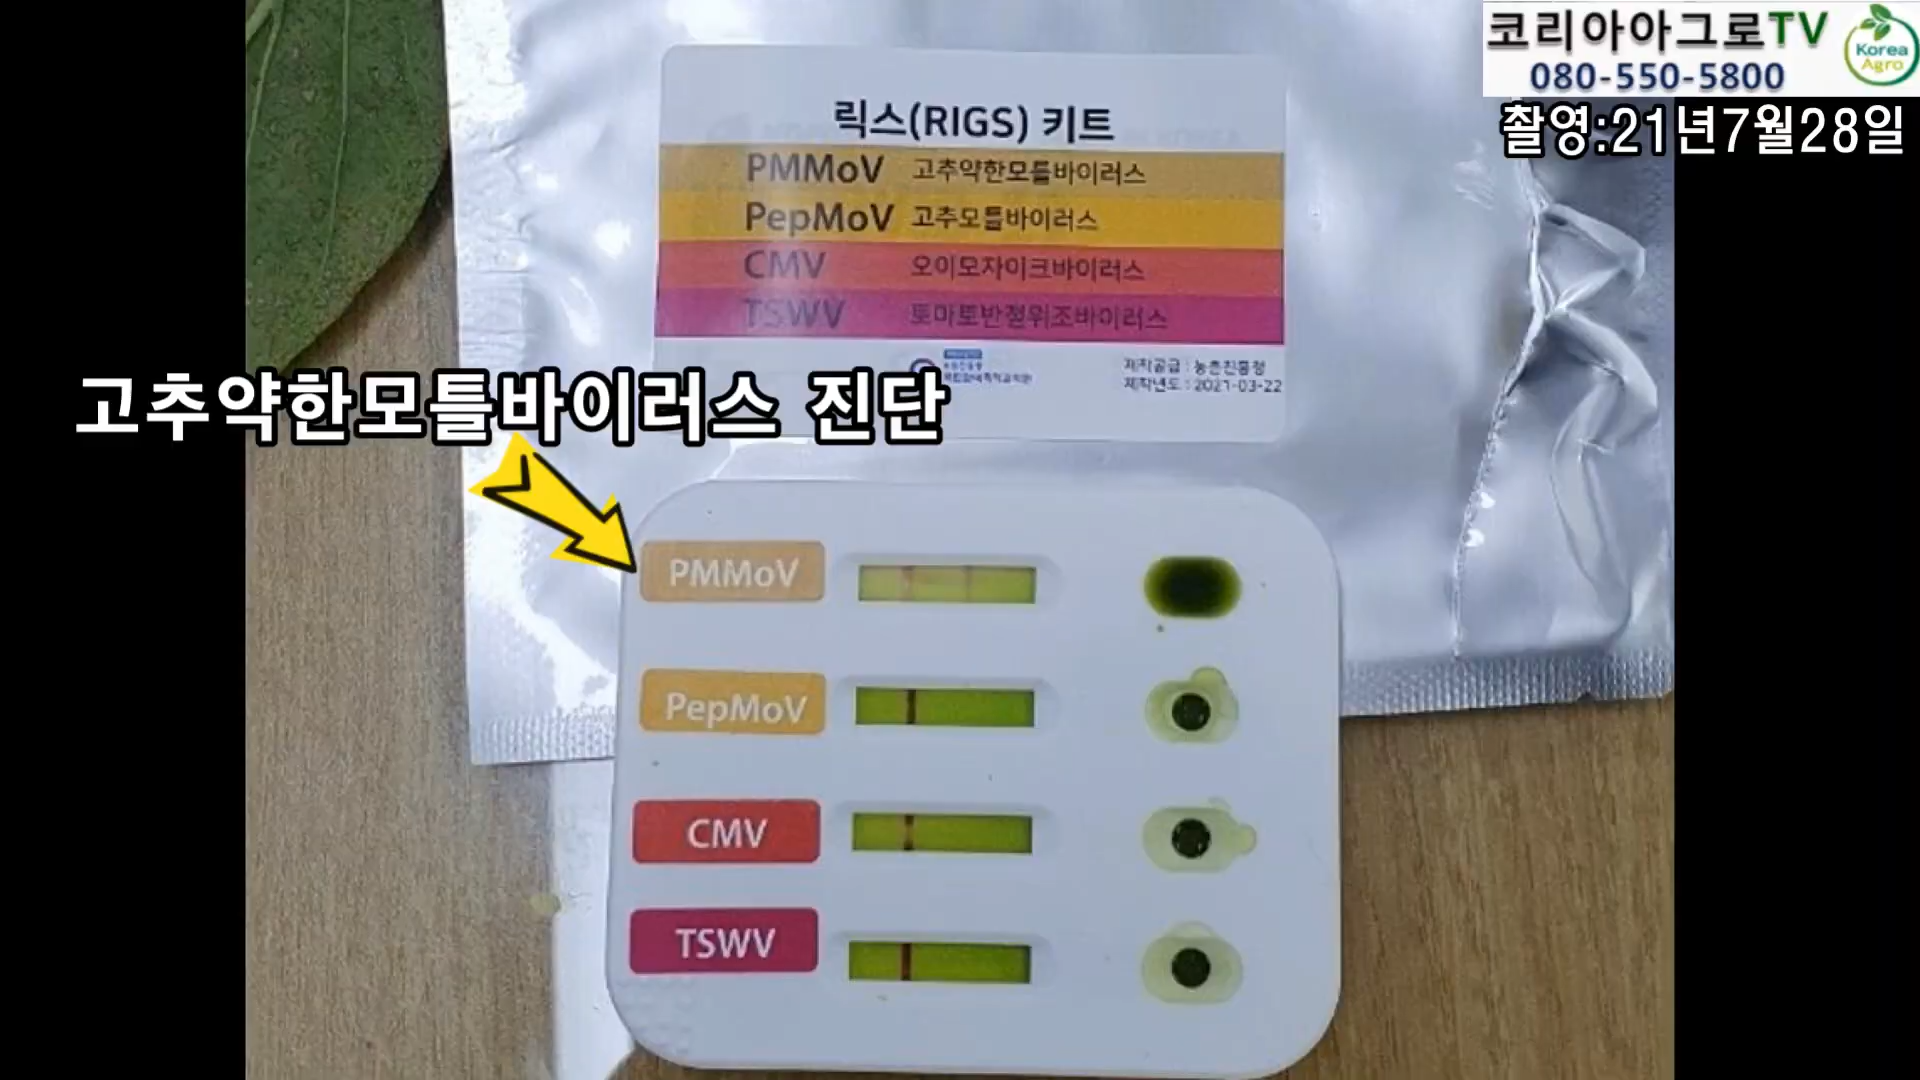 코리아아그로TV
Korea
Agro
080-550-5800
촬영:21년7월28일
릭스(RIGS) 키트
PMMoV 고추약한모틀바이러스
PepMoV 고추모틀바이러스
CMV 오이모자이크바이러스
TSWV 토마토반점위조바이러스
제작공급 : 농촌진흥청
제작년도 : 2021-03-22
고추약한모틀바이러스 진단
PMMoV
PepMoV
CMV
TSWV